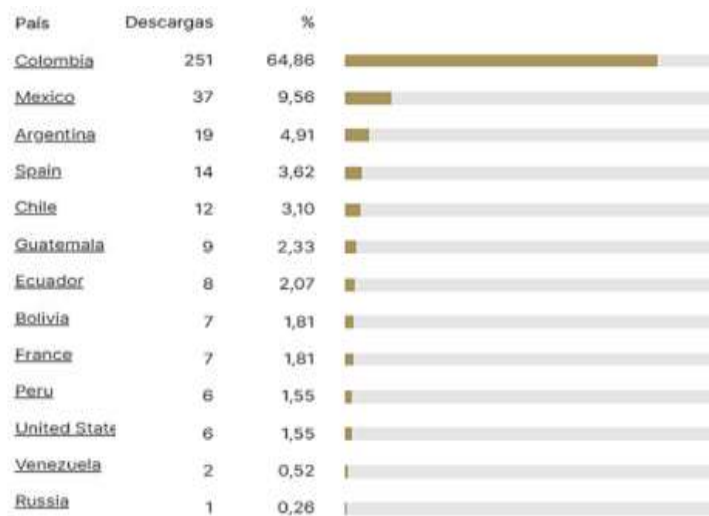 País Descargas %
Colombia 251 64,86
Mexico 37 9,56
Argentina 19 4,91
Spain 14 3,62
Chile 12 3,10
Guatemala 9 2,33
Ecuador 8 2,07
Bolivia 7 1,81
France 7 1,81
Peru 6 1,55
United State 6 1,55
Venezuela 2 0,52
Russia 1 0,26